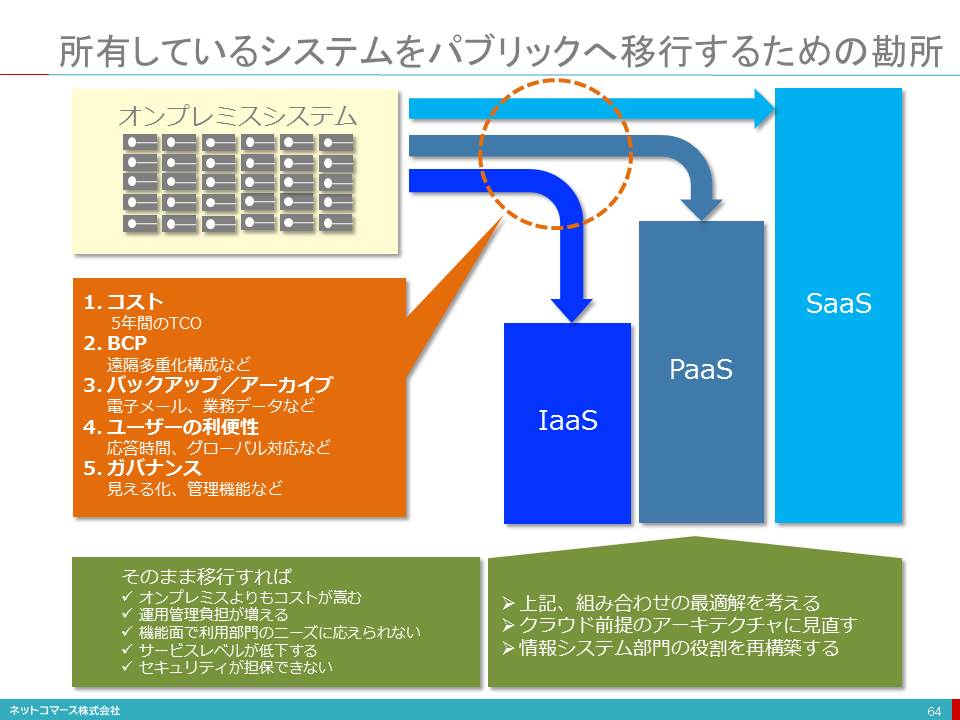 所有しているシステムをパブリックへ移行するための勘所
オンプレミスシステム
1. コスト
5年間のTCO
2. BCP
遠隔多重化構成など
3. バックアップ／アーカイブ
電子メール、業務データなど
4. ユーザーの利便性
応答時間、グローバル対応など
5. ガバナンス
見える化、管理機能など
IaaS
PaaS
SaaS
そのまま移行すれば
✓ オンプレミスよりもコストが嵩む
✓ 運用管理負担が増える
✓ 機能面で利用部門のニーズに応えられない
✓ サービスレベルが低下する
✓ セキュリティが担保できない
➢ 上記、組み合わせの最適解を考える
➢ クラウド前提のアーキテクチャに見直す
➢ 情報システム部門の役割を再構築する
ネットコマース株式会社
64